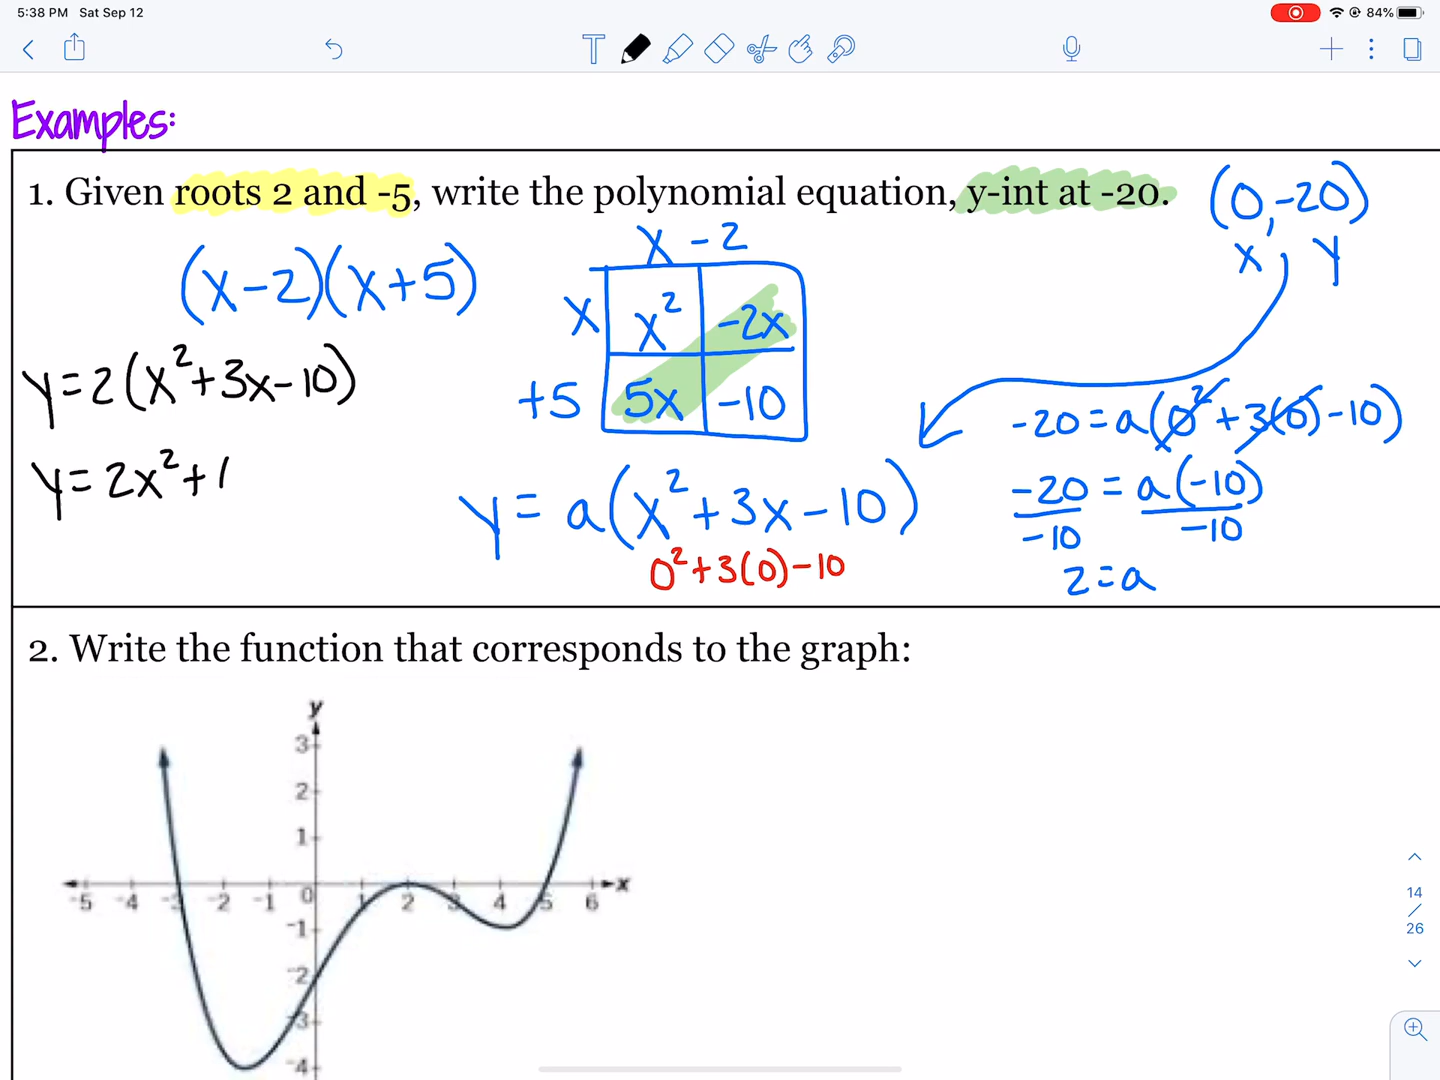 5:38 PM Sat Sep 12
84%
T
Examples:
1. Given roots 2 and -5, write the polynomial equation, y-int at -20.
(0,-20)
x, y
(x-2)(x+5)
x -2
x x² -2x
+5 5x -10
y=2(x²+3x-10)
y=2x²+1
-20=a(0²+3(0)-10)
-20=a(-10)
-10 -10
2=a
y=a(x²+3x-10)
0²+3(0)-10
2. Write the function that corresponds to the graph:
y
3
2
1
-5 -4 -3 -2 -1 0 1 2 3 4 5 6 x
-1
-2
-3
-4
14
/
26